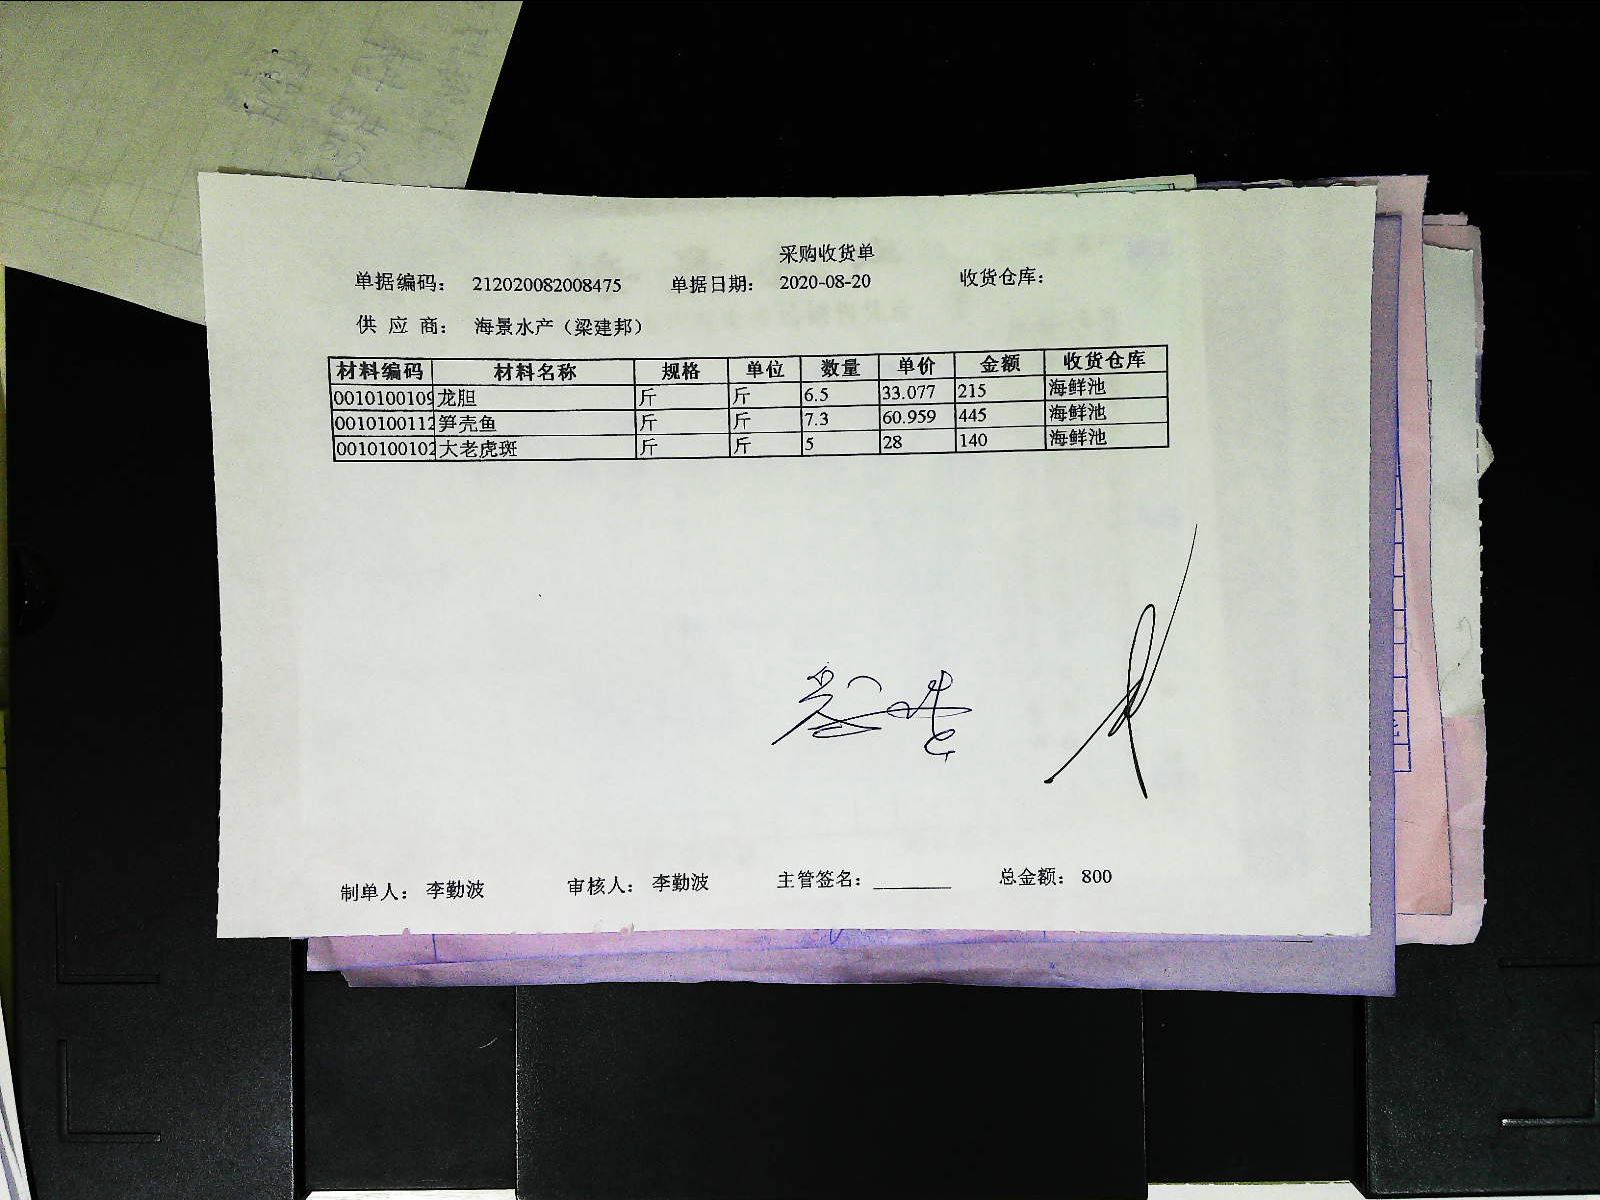 采购收货单
单据编码： 212020082008475 单据日期： 2020-08-20 收货仓库：
供 应 商： 海景水产（梁建邦）
材料编码 材料名称 规格 单位 数量 单价 金额 收货仓库
0010100109 龙胆 斤 斤 6.5 33.077 215 海鲜池
0010100112 笋壳鱼 斤 斤 7.3 60.959 445 海鲜池
0010100102 大老虎斑 斤 斤 5 28 140 海鲜池
制单人： 李勤波 审核人： 李勤波 主管签名：________ 总金额： 800